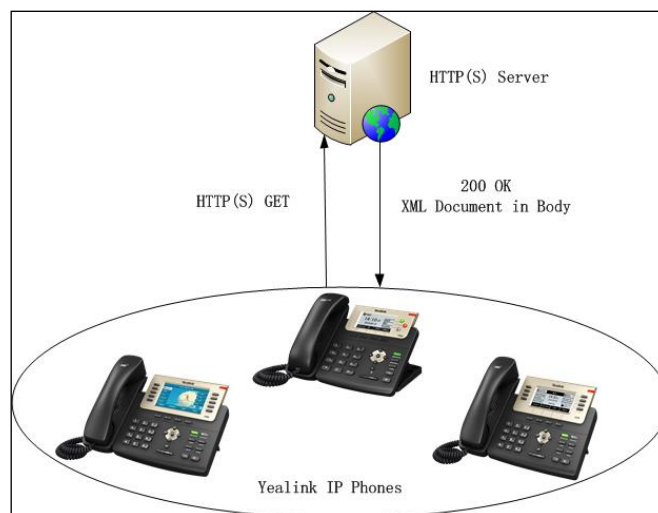 HTTP(S) Server
HTTP(S) GET
200 OK
XML Document in Body
Yealink IP Phones